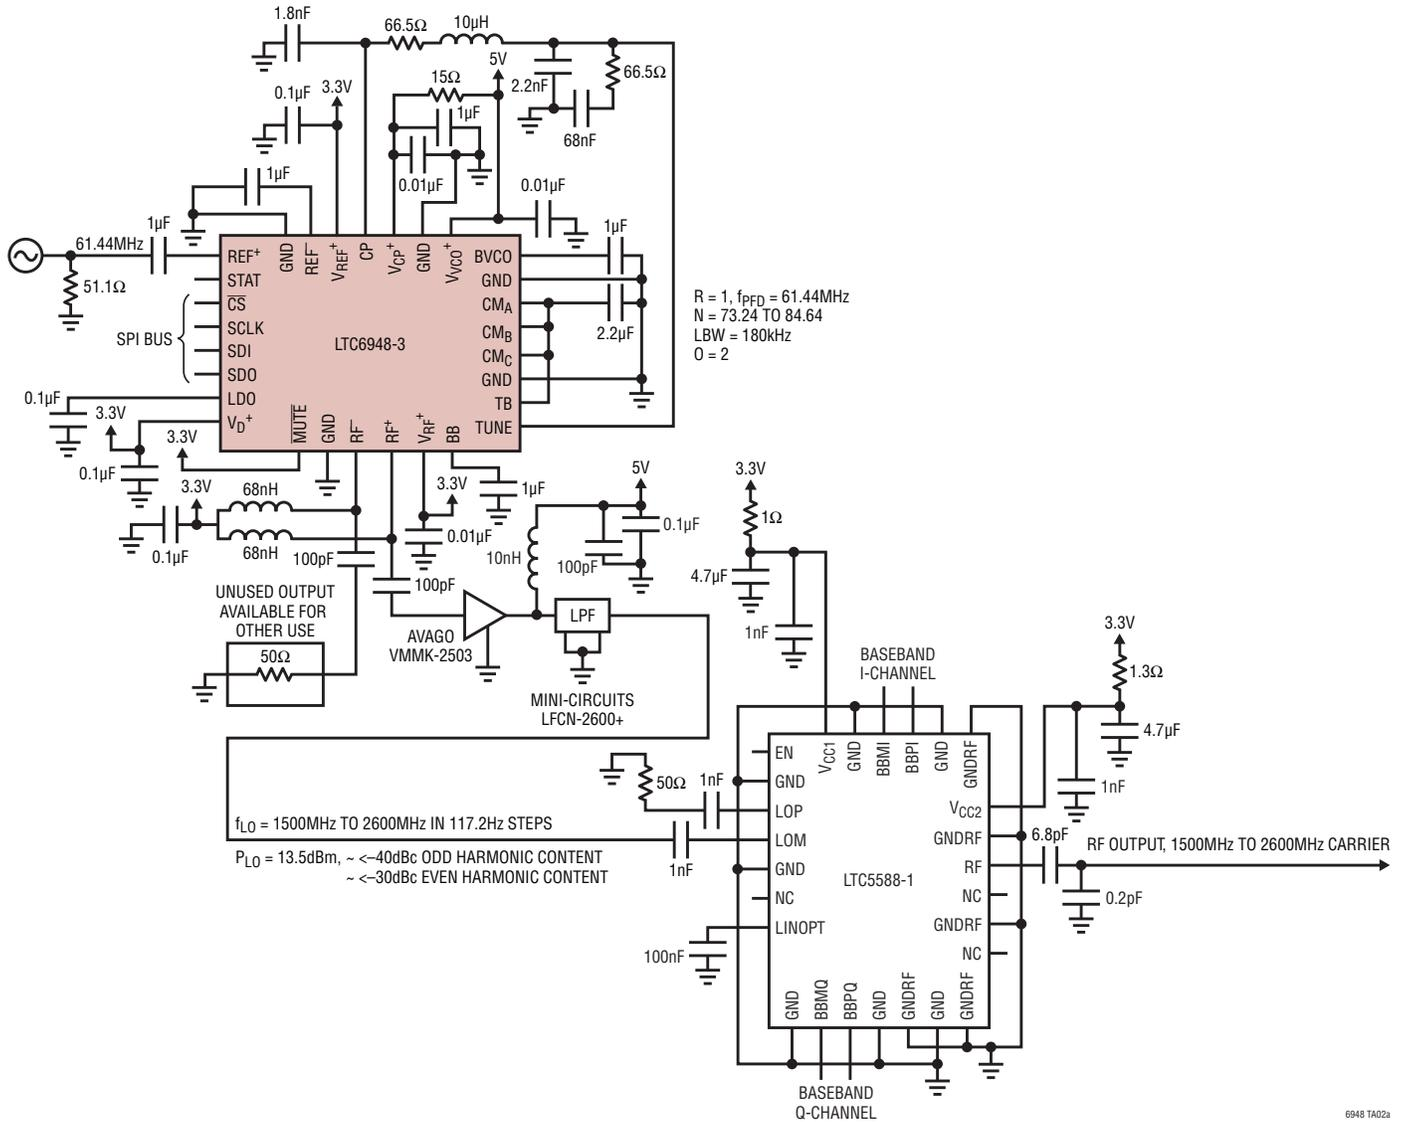 1.8nF
66.5Ω
10µH
5V
66.5Ω
2.2nF
68nF
15Ω
1µF
0.01µF
3.3V
0.1µF
1µF
0.01µF
1µF
61.44MHz
51.1Ω
1µF
2.2µF
REF+
STAT
CS
SCLK
SDI
SDO
LDO
VD+
SPI BUS
GND
REF–
VREF+
CP
VCP+
GND
VVCO+
BVCO
GND
CMA
CMB
CMC
GND
TB
TUNE
LTC6948-3
MUTE
GND
RF–
RF+
VRF+
BB
R = 1, fPFD = 61.44MHz
N = 73.24 TO 84.64
LBW = 180kHz
O = 2
0.1µF
3.3V
0.1µF
3.3V
3.3V
68nH
68nH
0.1µF
100pF
100pF
3.3V
0.01µF
1µF
5V
0.1µF
100pF
10nH
UNUSED OUTPUT
AVAILABLE FOR
OTHER USE
50Ω
AVAGO
VMMK-2503
LPF
MINI-CIRCUITS
LFCN-2600+
3.3V
1Ω
4.7µF
1nF
BASEBAND
I-CHANNEL
3.3V
1.3Ω
4.7µF
1nF
50Ω
1nF
1nF
fLO = 1500MHz TO 2600MHz IN 117.2Hz STEPS
PLO = 13.5dBm, ~ <–40dBc ODD HARMONIC CONTENT
~ <–30dBc EVEN HARMONIC CONTENT
EN
GND
LOP
LOM
GND
NC
LINOPT
100nF
VCC1
GND
BBMI
BBPI
GND
GNDRF
VCC2
GNDRF
RF
NC
GNDRF
NC
LTC5588-1
GND
BBMQ
BBPQ
GND
GNDRF
GND
GNDRF
6.8pF
0.2pF
RF OUTPUT, 1500MHz TO 2600MHz CARRIER
BASEBAND
Q-CHANNEL
6948 TA02a